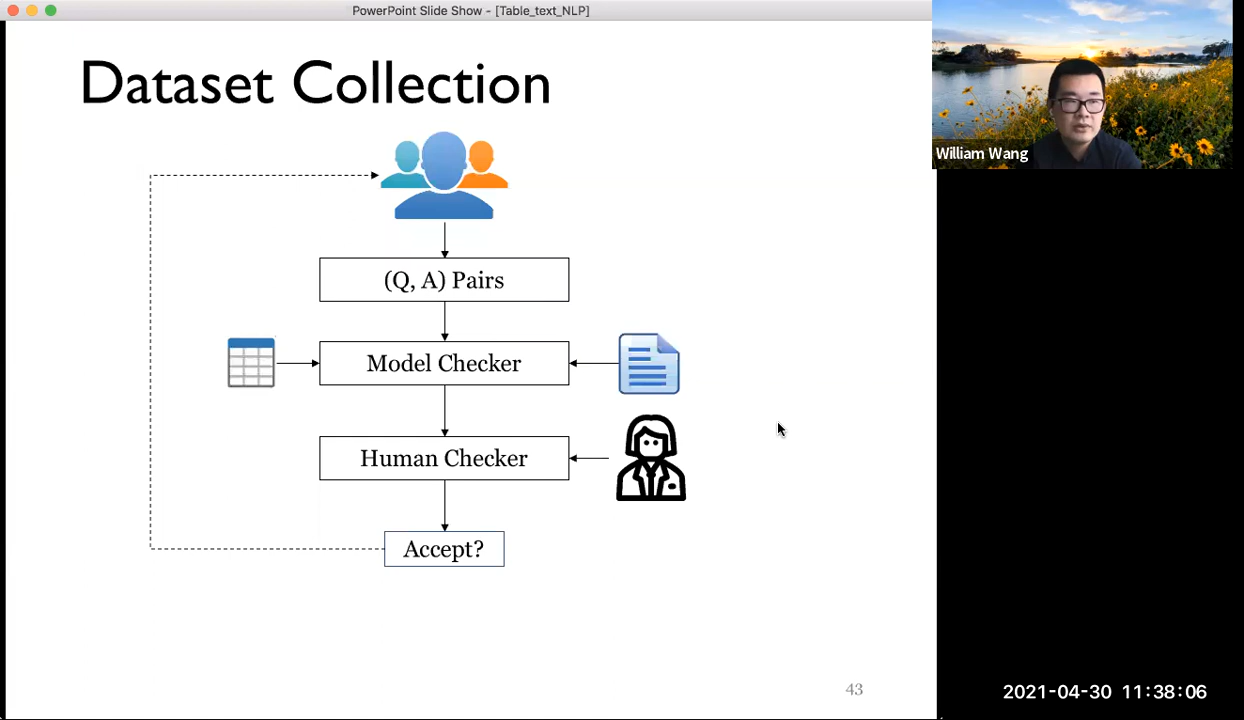 PowerPoint Slide Show - [Table_text_NLP]
Dataset Collection
William Wang
(Q, A) Pairs
Model Checker
Human Checker
Accept?
43
2021-04-30 11:38:06